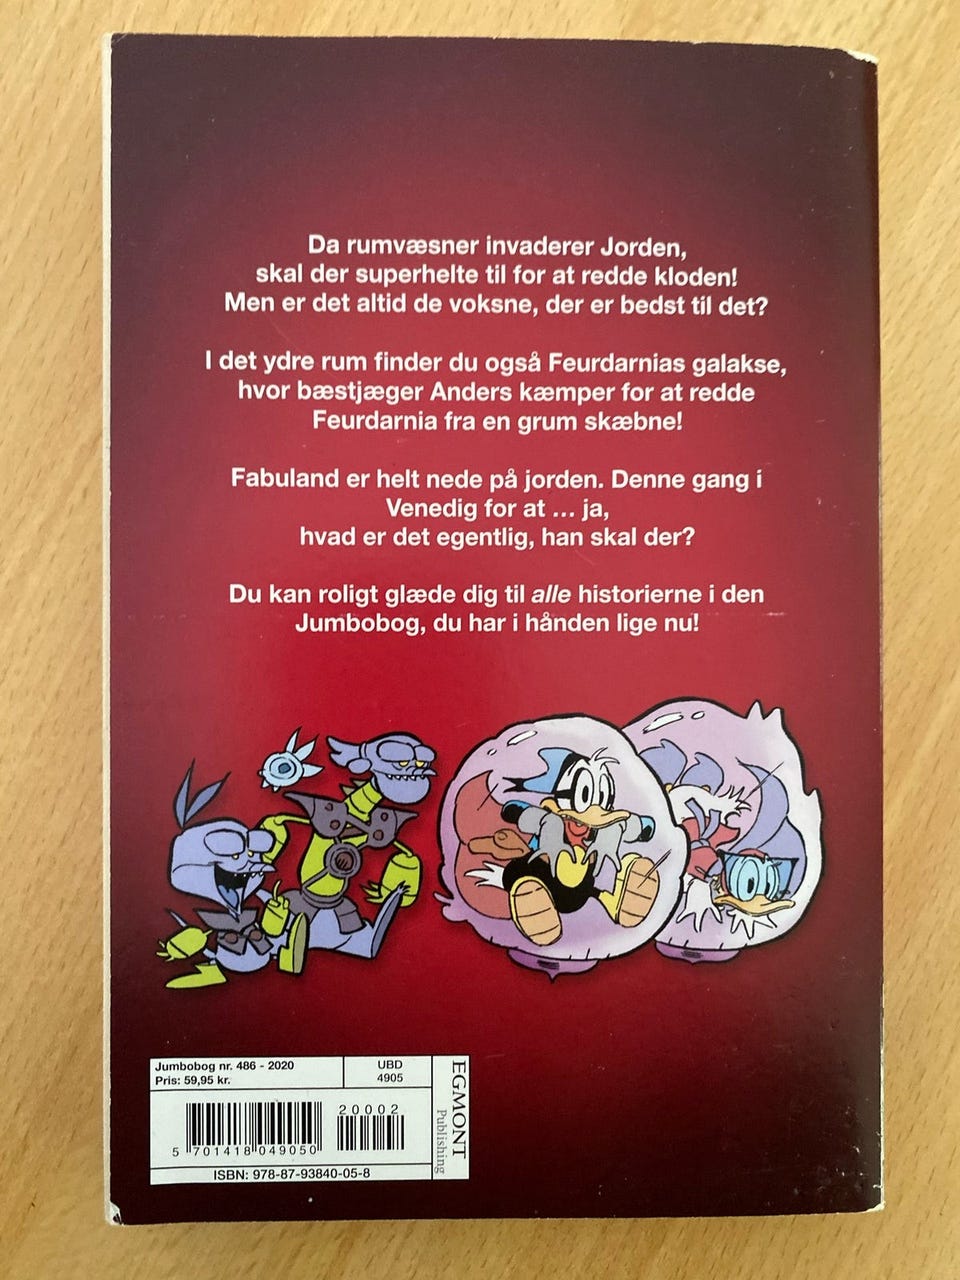 Da rumvæsner invaderer Jorden,
skal der superhelte til for at redde kloden!
Men er det altid de voksne, der er bedst til det?
I det ydre rum finder du også Feurdarnias galakse,
hvor bæstjæger Anders kæmper for at redde
Feurdarnia fra en grum skæbne!
Fabuland er helt nede på jorden. Denne gang i
Venedig for at ... ja,
hvad er det egentlig, han skal der?
Du kan roligt glæde dig til alle historierne i den
Jumbobog, du har i hånden lige nu!
Jumbobog nr. 486 - 2020
Pris: 59,95 kr.
UBD
4905
EGMONT
Publishing
20002
5 701418 049050
ISBN: 978-87-93840-05-8